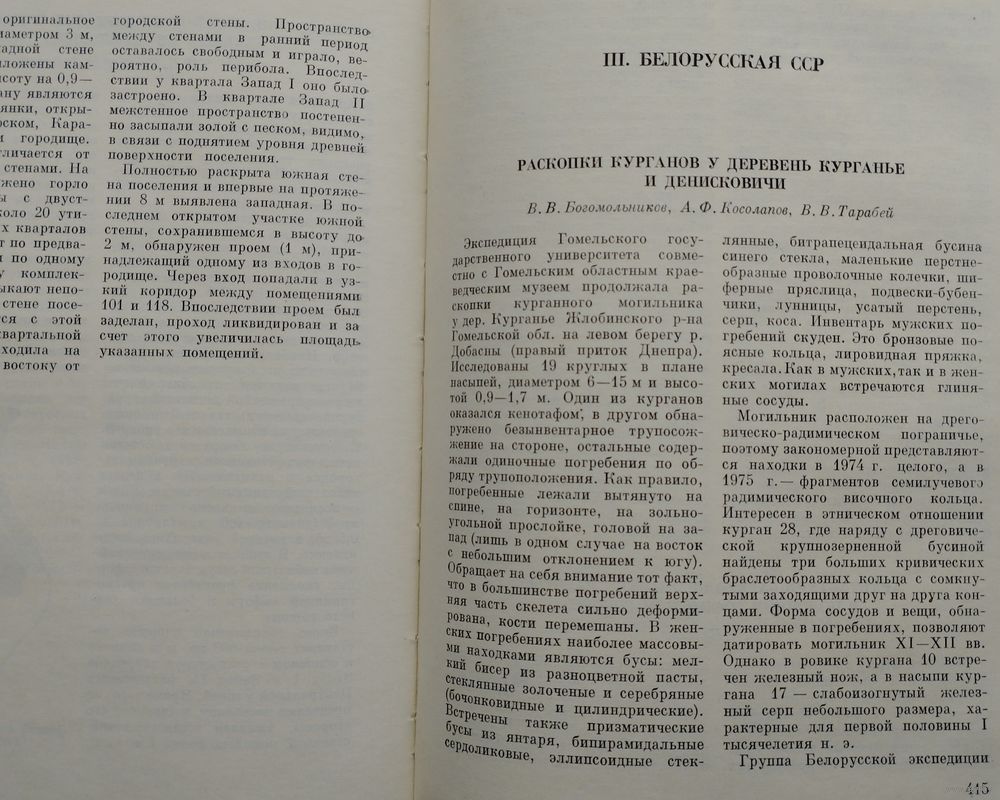 оригинальное
диаметром 3 м,
стене
соту на 0,9—
являются
откры-
Кара-
городище.
стенами. На
жено горло
с двуст-
около 20 ути-
х кварталов
т по предва-
по одному
комплек-
непо-
стене посе-
ся с этой
квартальной
ходила на
востоку от
городской стены. Пространство
между стенами в ранний период
оставалось свободным и играло, ве-
роятно, роль перибола. Впослед-
ствии у квартала Запад I оно было
застроено. В квартале Запад II
межстенное пространство постепен-
но засыпали золой с песком, видимо,
в связи с поднятием уровня древней
поверхности поселения.
Полностью раскрыта южная сте-
на поселения и впервые на протяже-
нии 8 м выявлена западная. В по-
следнем открытом участке южной
стены, сохранившемся в высоту до
2 м, обнаружен проем (1 м), при-
надлежащий одному из входов в го-
родище. Через вход попадали в уз-
кий коридор между помещениями
101 и 118. Впоследствии проем был
заделан, проход ликвидирован и за
счет этого увеличилась площадь
указанных помещений.
III. БЕЛОРУССКАЯ ССР
РАСКОПКИ КУРГАНОВ У ДЕРЕВЕНЬ КУРГАНЬЕ
И ДЕНИСКОВИЧИ
В. В. Богомольников, А. Ф. Косолапов, В. В. Тарабей
Экспедиция Гомельского госу-
дарственного университета совме-
стно с Гомельским областным крае-
ведческим музеем продолжала ра-
скопки курганного могильника
у дер. Курганье Жлобинского р-на
Гомельской обл. на левом берегу р.
Добасны (правый приток Днепра).
Исследованы 19 круглых в плане
насыпей, диаметром 6—15 м и высо-
той 0,9—1,7 м. Один из курганов
оказался кенотафом, в другом обна-
ружено безынвентарное трупосож-
жение на стороне, остальные содер-
жали одиночные погребения по об-
ряду трупоположения. Как правило,
погребенные лежали вытянуто на
спине, на горизонте, на зольно-
угольной прослойке, головой на за-
пад (лишь в одном случае на восток
с небольшим отклонением к югу).
Обращает на себя внимание тот факт,
что в большинстве погребений верх-
няя часть скелета сильно деформи-
рована, кости перемешаны. В жен-
ских погребениях наиболее массовы-
ми находками являются бусы: мел-
кий бисер из разноцветной пасты,
стеклянные золоченые и серебряные
(бочонковидные и цилиндрические).
Встречены также призматические
бусы из янтаря, бипирамидальные
сердоликовые, эллипсоидные стек-
лянные, битрапецеидальная бусина
синего стекла, маленькие перстне-
образные проволочные колечки, ши-
ферные пряслица, подвески-бубен-
чики, лунницы, усатый перстень,
серп, коса. Инвентарь мужских по-
гребений скуден. Это бронзовые по-
ясные кольца, лировидная пряжка,
кресала. Как в мужских, так и в жен-
ских могилах встречаются глиня-
ные сосуды.
Могильник расположен на дрего-
вическо-радимическом пограничье,
поэтому закономерной представляют-
ся находки в 1974 г. целого, а в
1975 г.— фрагментов семилучевого
радимического височного кольца.
Интересен в этническом отношении
курган 28, где наряду с дреговиче-
ской крупнозерненной бусиной
найдены три больших кривических
браслетообразных кольца с сомкну-
тыми заходящими друг на друга кон-
цами. Форма сосудов и вещи, обна-
руженные в погребениях, позволяют
датировать могильник XI—XII вв.
Однако в ровике кургана 10 встре-
чен железный нож, а в насыпи кур-
гана 17 — слабоизогнутый желез-
ный серп небольшого размера, ха-
рактерные для первой половины I
тысячелетия н. э.
Группа Белорусской экспедиции
415